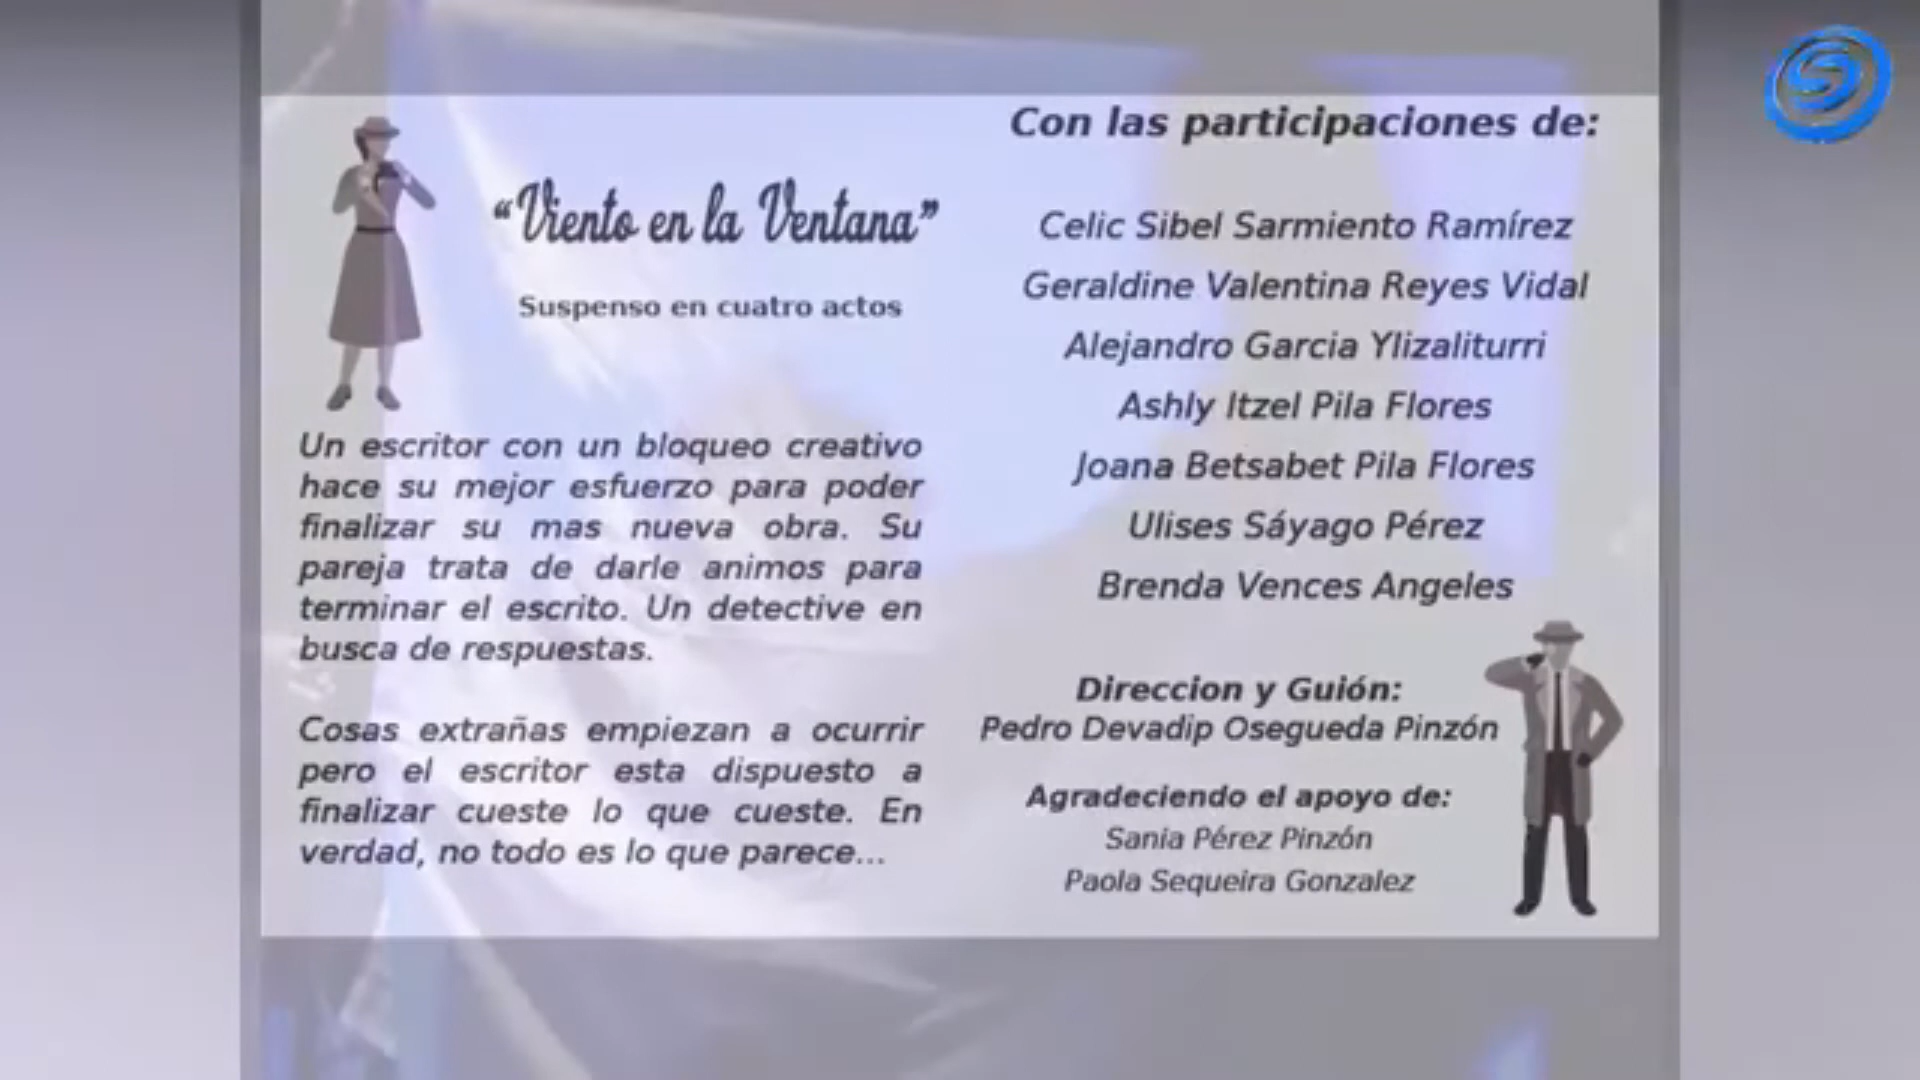 “Viento en la Ventana”
Suspenso en cuatro actos
Un escritor con un bloqueo creativo
hace su mejor esfuerzo para poder
finalizar su mas nueva obra. Su
pareja trata de darle animos para
terminar el escrito. Un detective en
busca de respuestas.
Cosas extrañas empiezan a ocurrir
pero el escritor esta dispuesto a
finalizar cueste lo que cueste. En
verdad, no todo es lo que parece...
Con las participaciones de:
Celic Sibel Sarmiento Ramírez
Geraldine Valentina Reyes Vidal
Alejandro Garcia Ylizaliturri
Ashly Itzel Pila Flores
Joana Betsabet Pila Flores
Ulises Sáyago Pérez
Brenda Vences Angeles
Direccion y Guión:
Pedro Devadip Osegueda Pinzón
Agradeciendo el apoyo de:
Sania Pérez Pinzón
Paola Sequeira Gonzalez